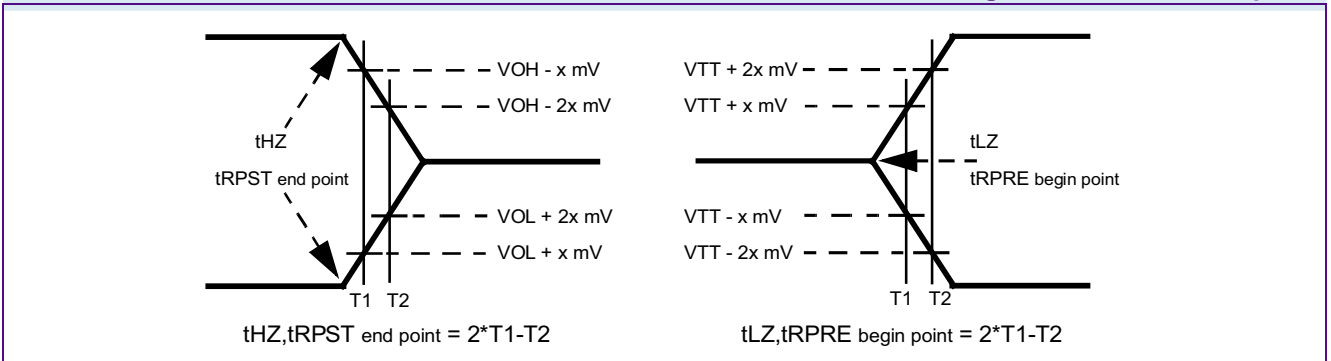 VOH - x mV
VOH - 2x mV
tHZ
tRPST end point
VOL + 2x mV
VOL + x mV
T1 T2
tHZ,tRPST end point = 2*T1-T2
VTT + 2x mV
VTT + x mV
tLZ
tRPRE begin point
VTT - x mV
VTT - 2x mV
T1 T2
tLZ,tRPRE begin point = 2*T1-T2